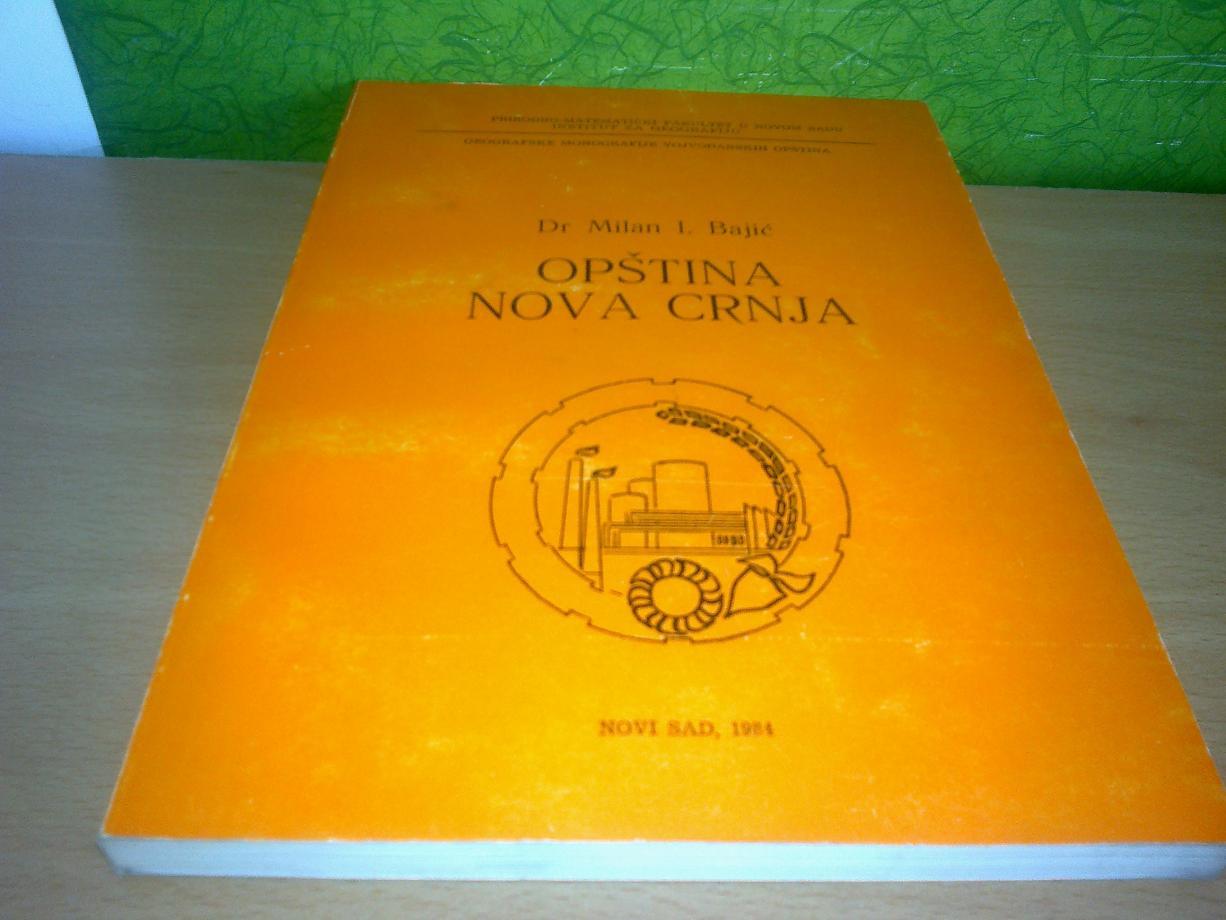 PRIRODNO-MATEMATIČKI FAKULTET U NOVOM SADU
INSTITUT ZA GEOGRAFIJU
GEOGRAFSKE MONOGRAFIJE VOJVOĐANSKIH OPŠTINA
Dr Milan I. Bajić
OPŠTINA
NOVA CRNJA
NOVI SAD, 1984